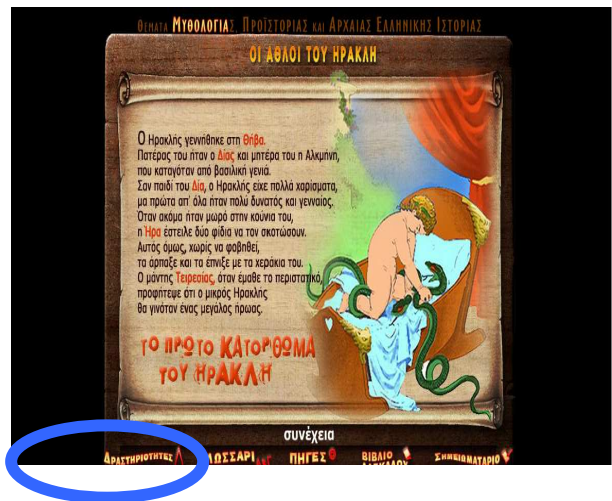 ΘΕΜΑΤΑ ΜΥΘΟΛΟΓΙΑΣ, ΠΡΟΪΣΤΟΡΙΑΣ ΚΑΙ ΑΡΧΑΙΑΣ ΕΛΛΗΝΙΚΗΣ ΙΣΤΟΡΙΑΣ
ΟΙ ΑΘΛΟΙ ΤΟΥ ΗΡΑΚΛΗ
Ο Ηρακλής γεννήθηκε στη Θήβα.
Πατέρας του ήταν ο Δίας και μητέρα του η Αλκμήνη,
που καταγόταν από βασιλική γενιά.
Σαν παιδί του Δία, ο Ηρακλής είχε πολλά χαρίσματα,
μα πρώτα απ' όλα ήταν πολύ δυνατός και γενναίος.
Όταν ακόμα ήταν μωρό στην κούνια του,
η Ήρα έστειλε δύο φίδια να τον σκοτώσουν.
Αυτός όμως, χωρίς να φοβηθεί,
τα άρπαξε και τα έπνιξε με τα χεράκια του.
Ο μάντης Τειρεσίας, όταν έμαθε το περιστατικό,
προφήτεψε ότι ο μικρός Ηρακλής
θα γινόταν ένας μεγάλος ήρωας.
ΤΟ ΠΡΩΤΟ ΚΑΤΟΡΘΩΜΑ
ΤΟΥ ΗΡΑΚΛΗ
συνέχεια
ΔΡΑΣΤΗΡΙΟΤΗΤΕΣ ΛΩΣΣΑΡΙ ΠΗΓΕΣ ΒΙΒΛΙΟ ΣΗΜΕΙΩΜΑΤΑΡΙΟ